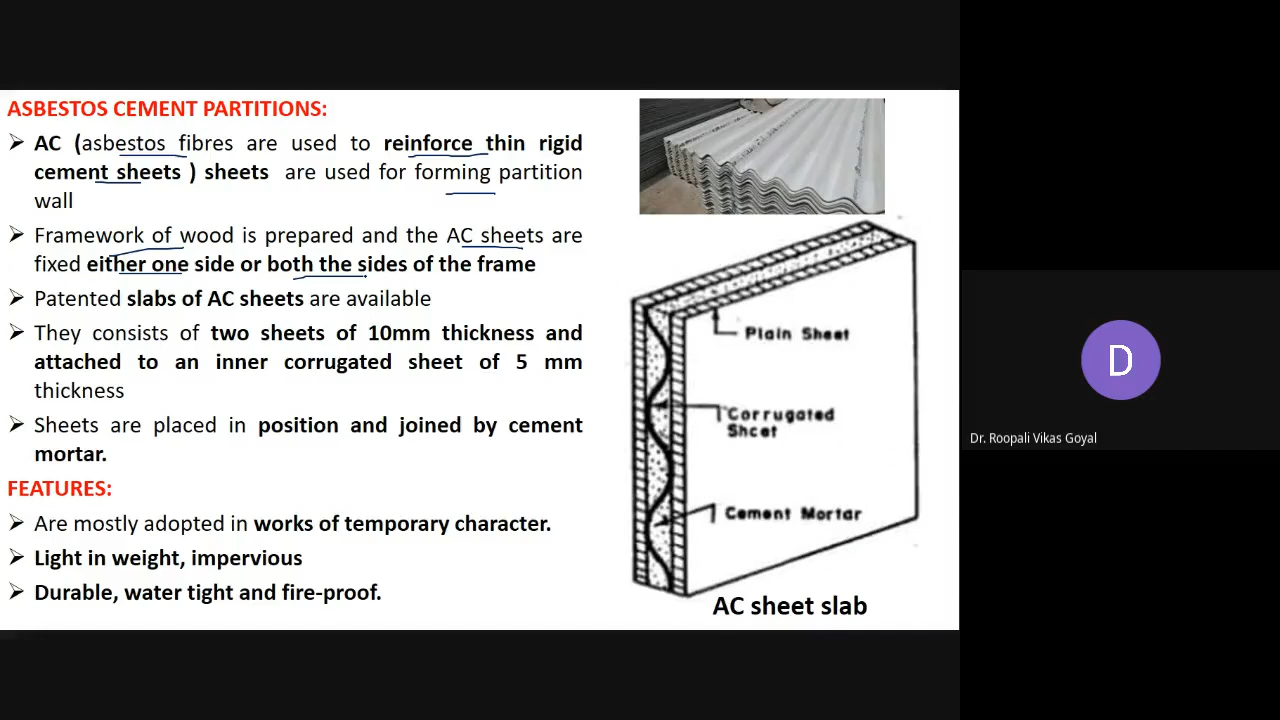 ASBESTOS CEMENT PARTITIONS:
➢ AC (asbestos fibres are used to reinforce thin rigid
cement sheets ) sheets are used for forming partition
wall
➢ Framework of wood is prepared and the AC sheets are
fixed either one side or both the sides of the frame
➢ Patented slabs of AC sheets are available
➢ They consists of two sheets of 10mm thickness and
attached to an inner corrugated sheet of 5 mm
thickness
➢ Sheets are placed in position and joined by cement
mortar.
FEATURES:
➢ Are mostly adopted in works of temporary character.
➢ Light in weight, impervious
➢ Durable, water tight and fire-proof.
Plain Sheet
Corrugated
Sheet
Cement Mortar
AC sheet slab
D
Dr. Roopali Vikas Goyal